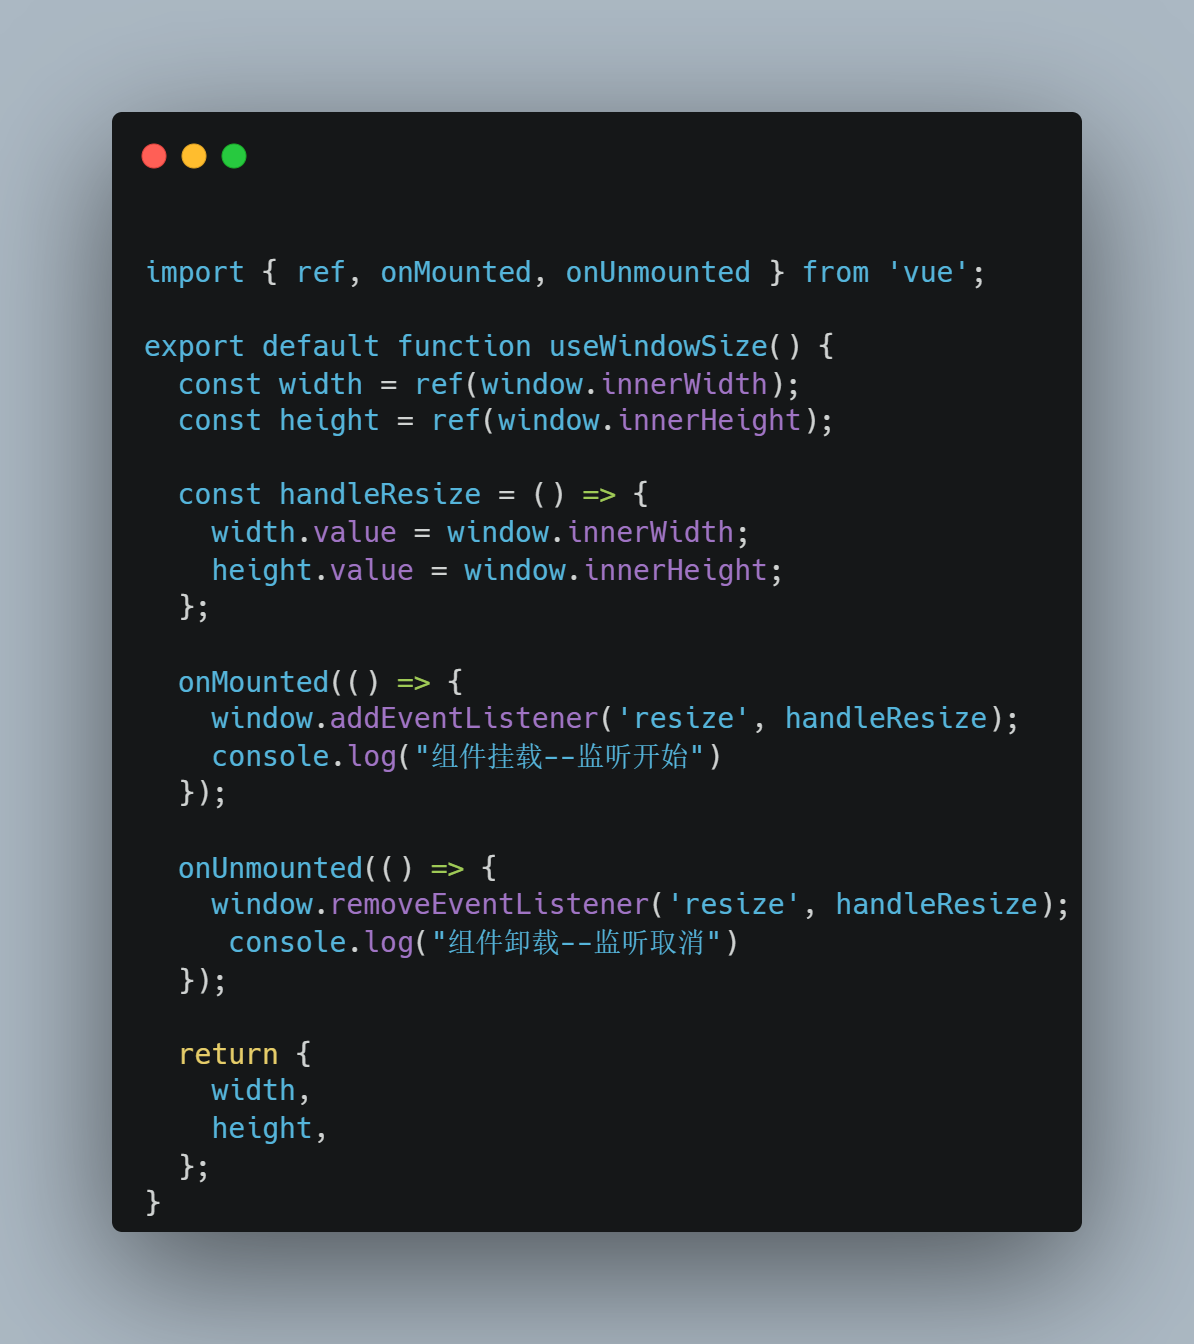 import { ref, onMounted, onUnmounted } from 'vue';
export default function useWindowSize() {
  const width = ref(window.innerWidth);
  const height = ref(window.innerHeight);
  const handleResize = () => {
    width.value = window.innerWidth;
    height.value = window.innerHeight;
  };
  onMounted(() => {
    window.addEventListener('resize', handleResize);
    console.log("组件挂载--监听开始")
  });
  onUnmounted(() => {
    window.removeEventListener('resize', handleResize);
     console.log("组件卸载--监听取消")
  });
  return {
    width,
    height,
  };
}